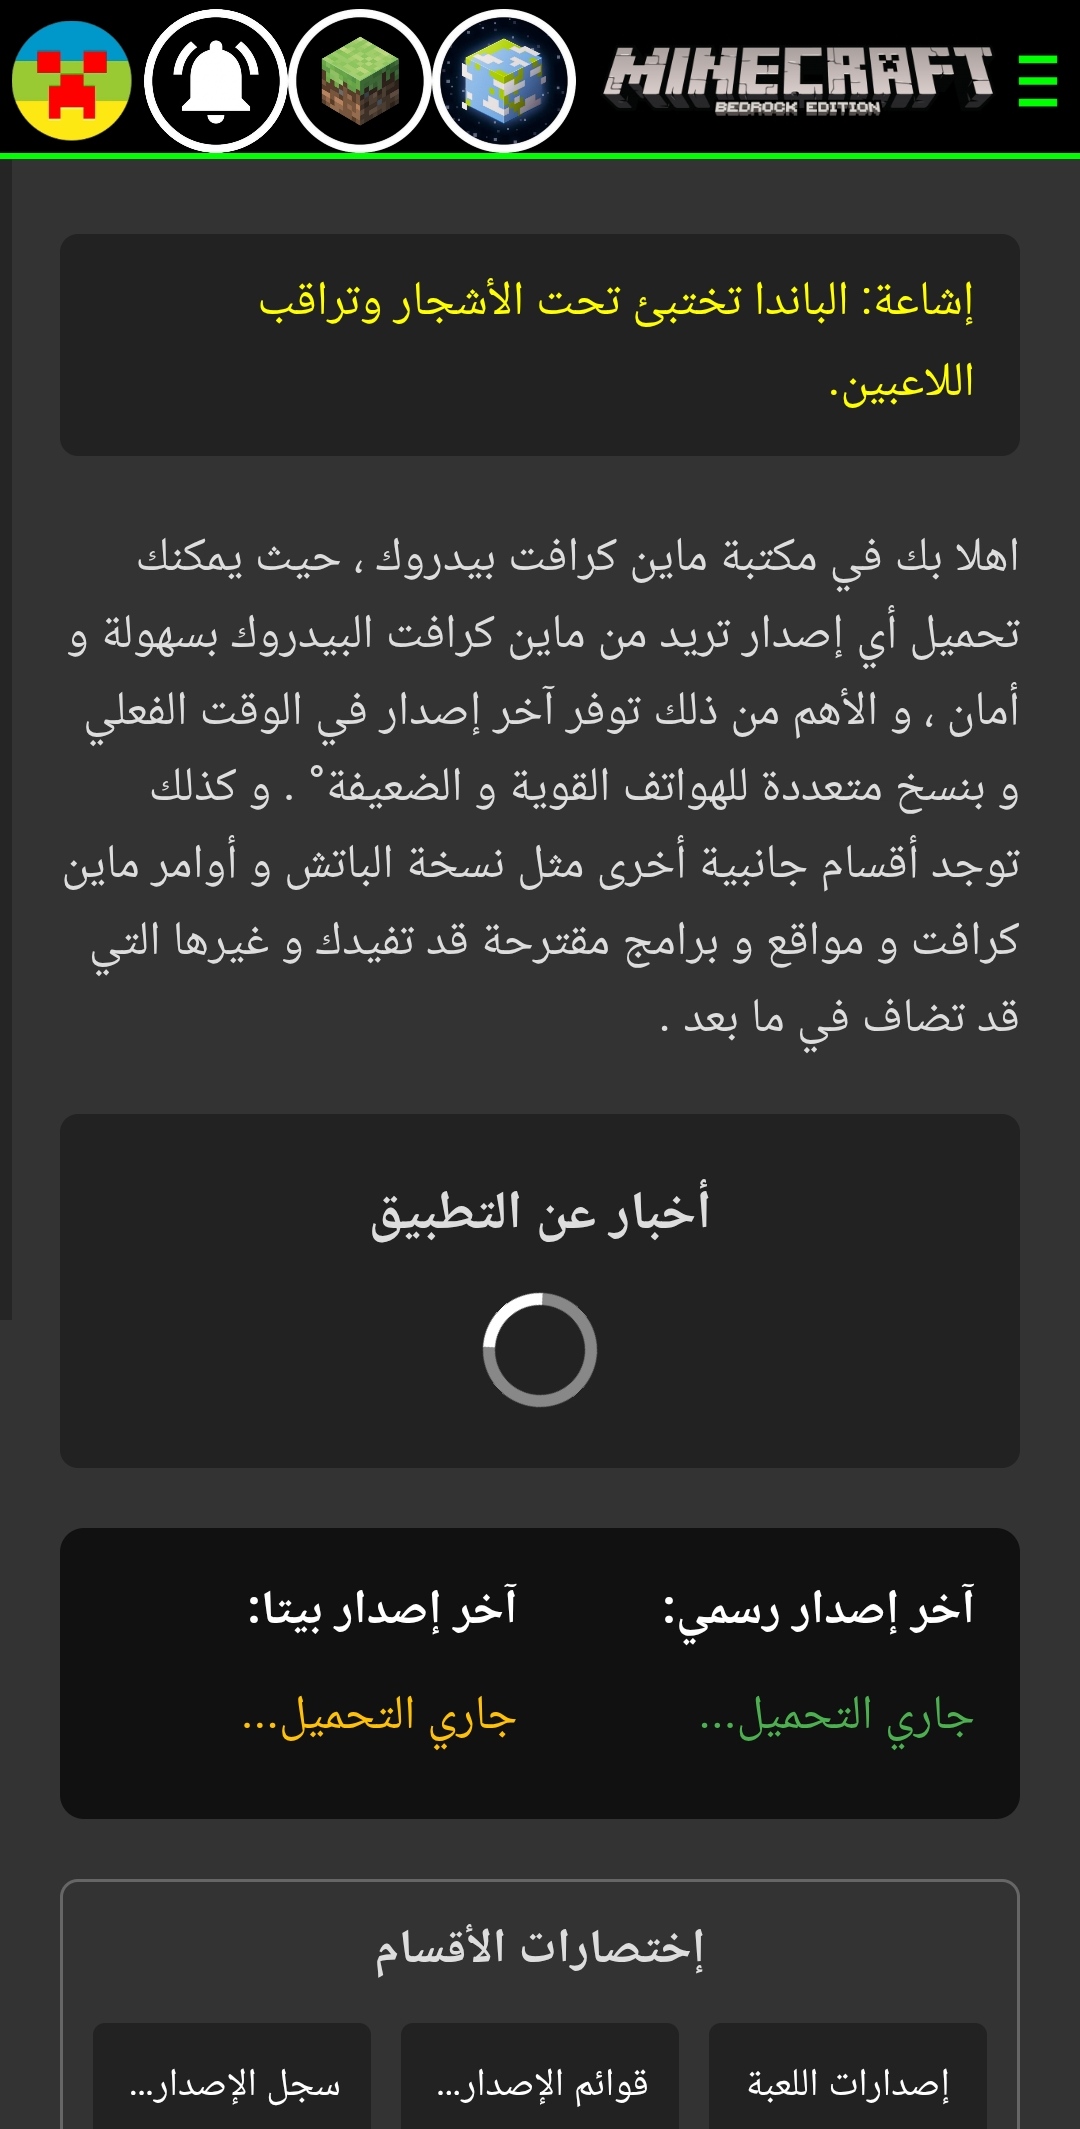 MINECRAFT
BEDROCK EDITION
إشاعة: الباندا تختبئ تحت الأشجار وتراقب
اللاعبين.
اهلا بك في مكتبة ماين كرافت بيدروك ، حيث يمكنك
تحميل أي إصدار تريد من ماين كرافت البيدروك بسهولة و
أمان ، و الأهم من ذلك توفر آخر إصدار في الوقت الفعلي
و بنسخ متعددة للهواتف القوية و الضعيفة° . و كذلك
توجد أقسام جانبية أخرى مثل نسخة الباتش و أوامر ماين
كرافت و مواقع و برامج مقترحة قد تفيدك و غيرها التي
قد تضاف في ما بعد .
أخبار عن التطبيق
آخر إصدار رسمي:
جاري التحميل...
آخر إصدار بيتا:
جاري التحميل...
إختصارات الأقسام
إصدارات اللعبة
قوائم الإصدار...
سجل الإصدار...